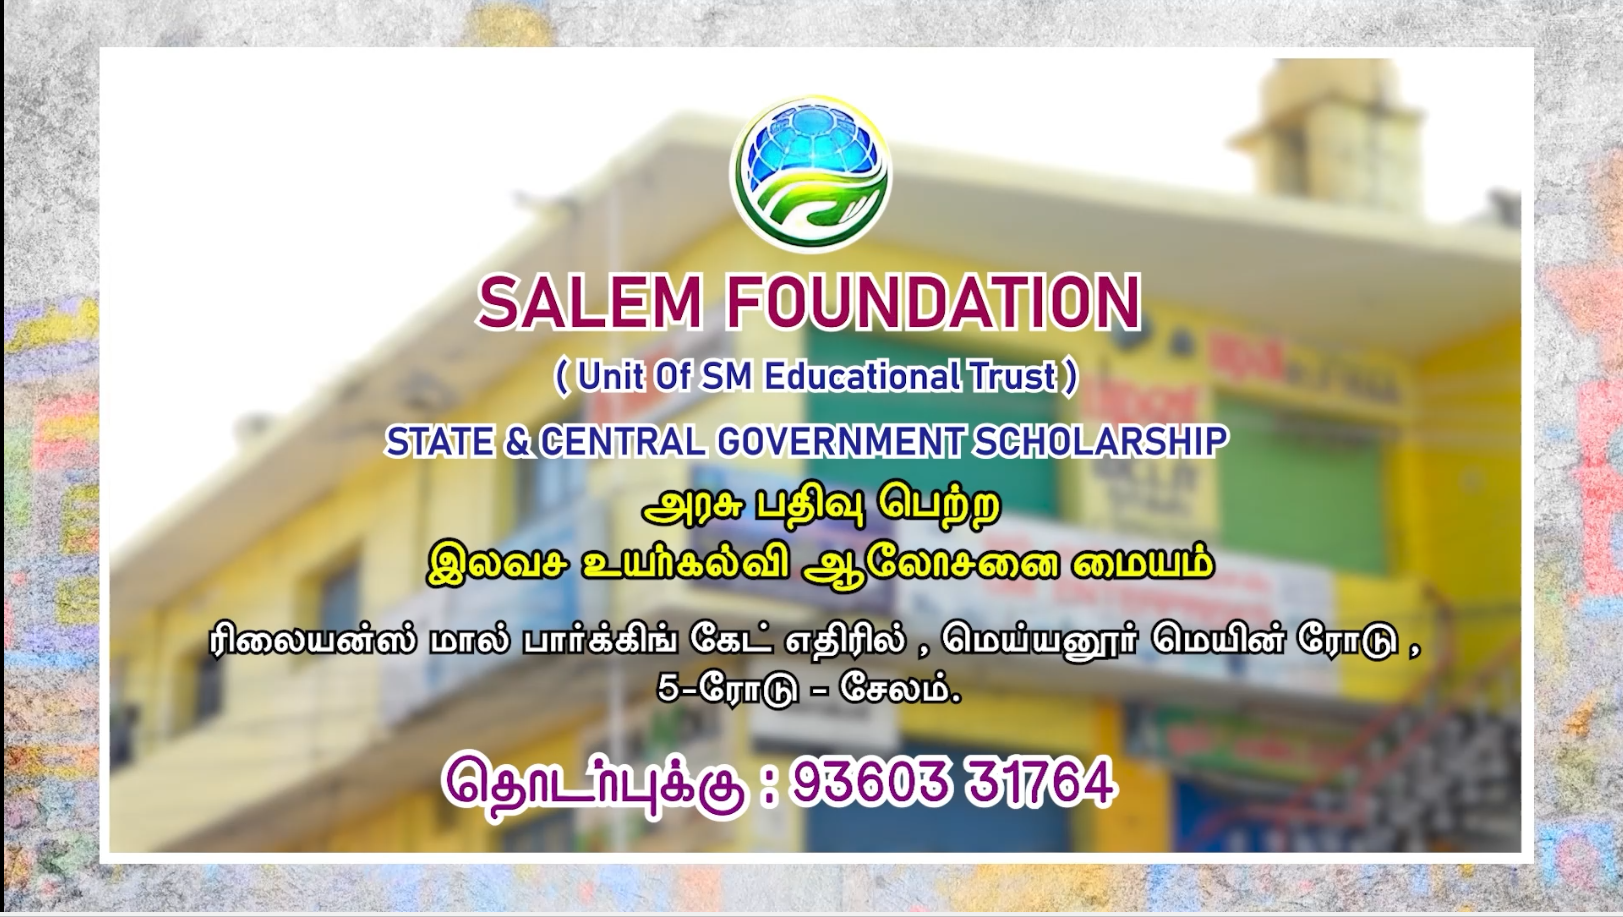 SALEM FOUNDATION
( Unit Of SM Educational Trust )
STATE & CENTRAL GOVERNMENT SCHOLARSHIP
அரசு பதிவு பெற்ற
இலவச உயர்கல்வி ஆலோசனை மையம்
ரிலையன்ஸ் மால் பார்க்கிங் கேட் எதிரில் , மெய்யனூர் மெயின் ரோடு ,
5-ரோடு - சேலம்.
தொடர்புக்கு : 93603 31764